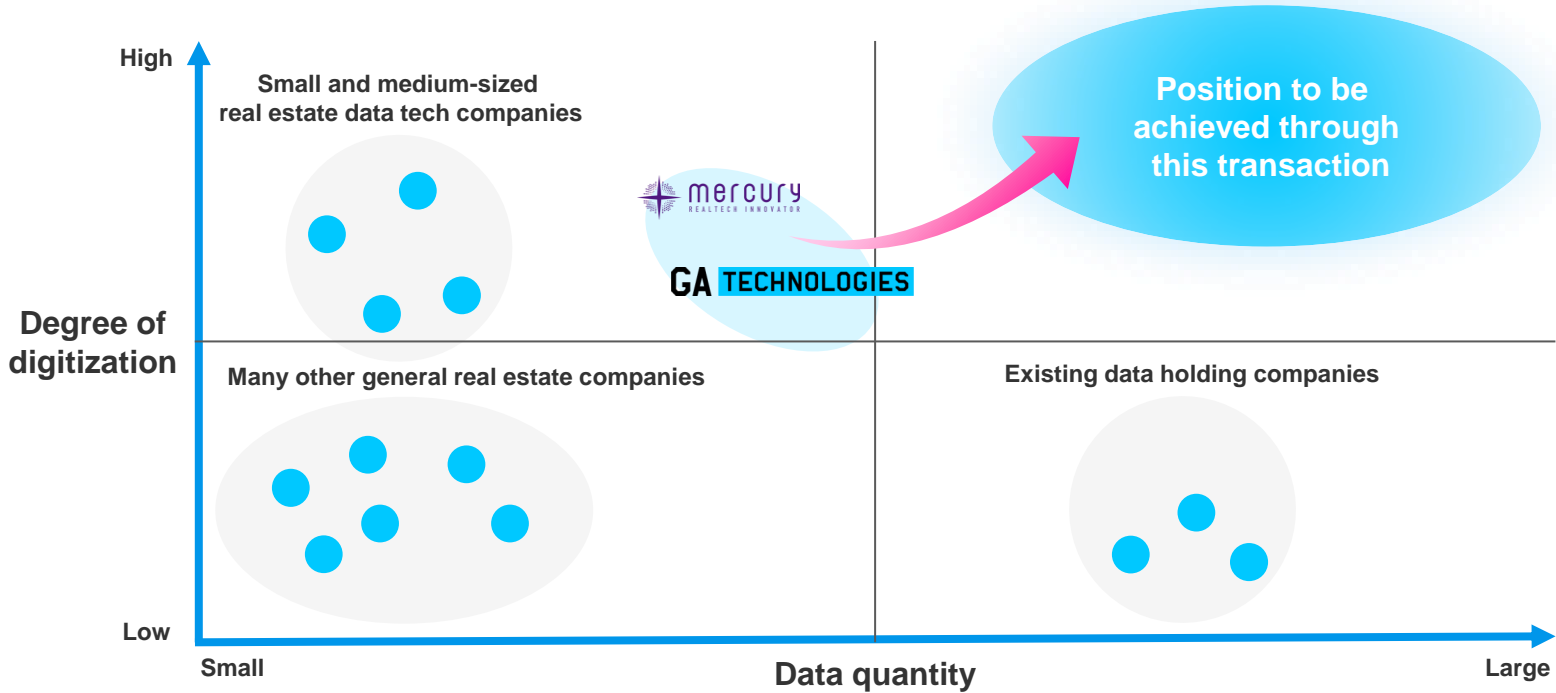 High
Small and medium-sized
real estate data tech companies
Position to be
achieved through
this transaction
mercury
REALTECH INNOVATOR
GA TECHNOLOGIES
Degree of
digitization
Many other general real estate companies
Existing data holding companies
Low
Small
Data quantity
Large